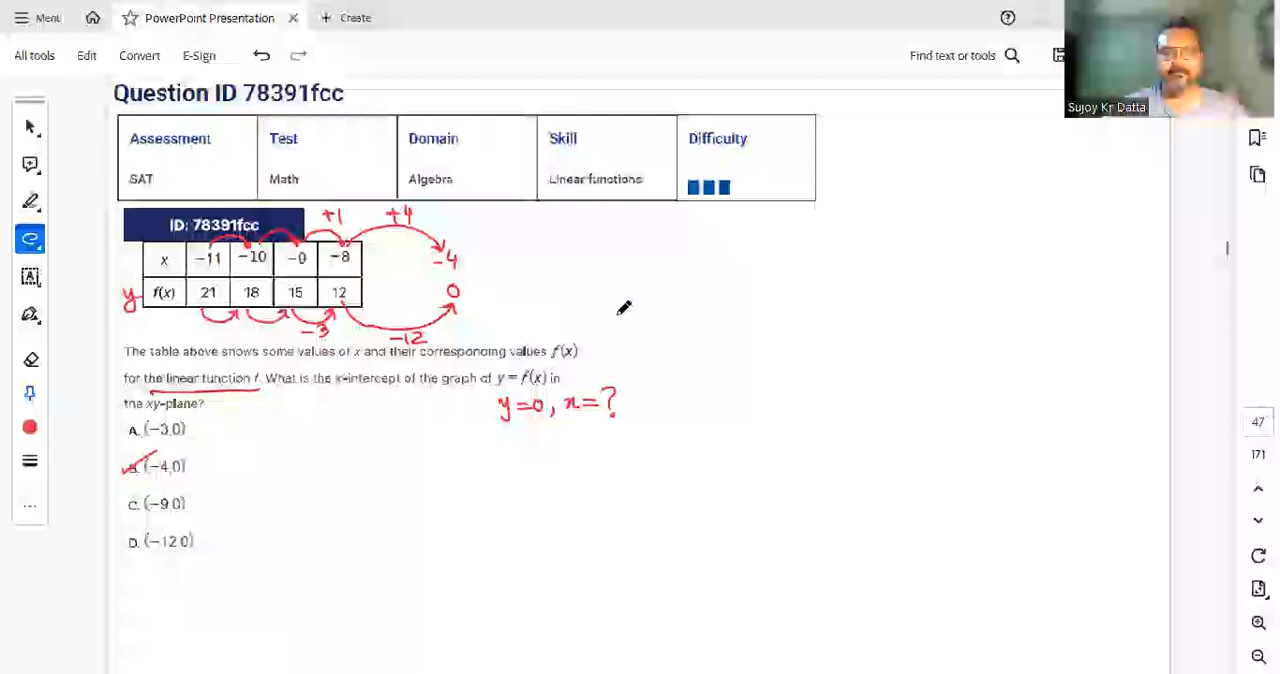 Menu PowerPoint Presentation Create
All tools Edit Convert E-Sign Find text or tools
Sujoy Kr Datta
Question ID 78391fcc
Assessment Test Domain Skill Difficulty
SAT Math Algebra Linear functions
ID: 78391fcc
+1 +4
x −11 −10 −9 −8 −4
y f(x) 21 18 15 12 0
−3 −12
The table above shows some values of x and their corresponding values f(x)
for the linear function f. What is the x-intercept of the graph of y = f(x) in
the xy-plane?
y=0, x=?
A. (−3,0)
B. (−4,0)
C. (−9,0)
D. (−12,0)
47
171